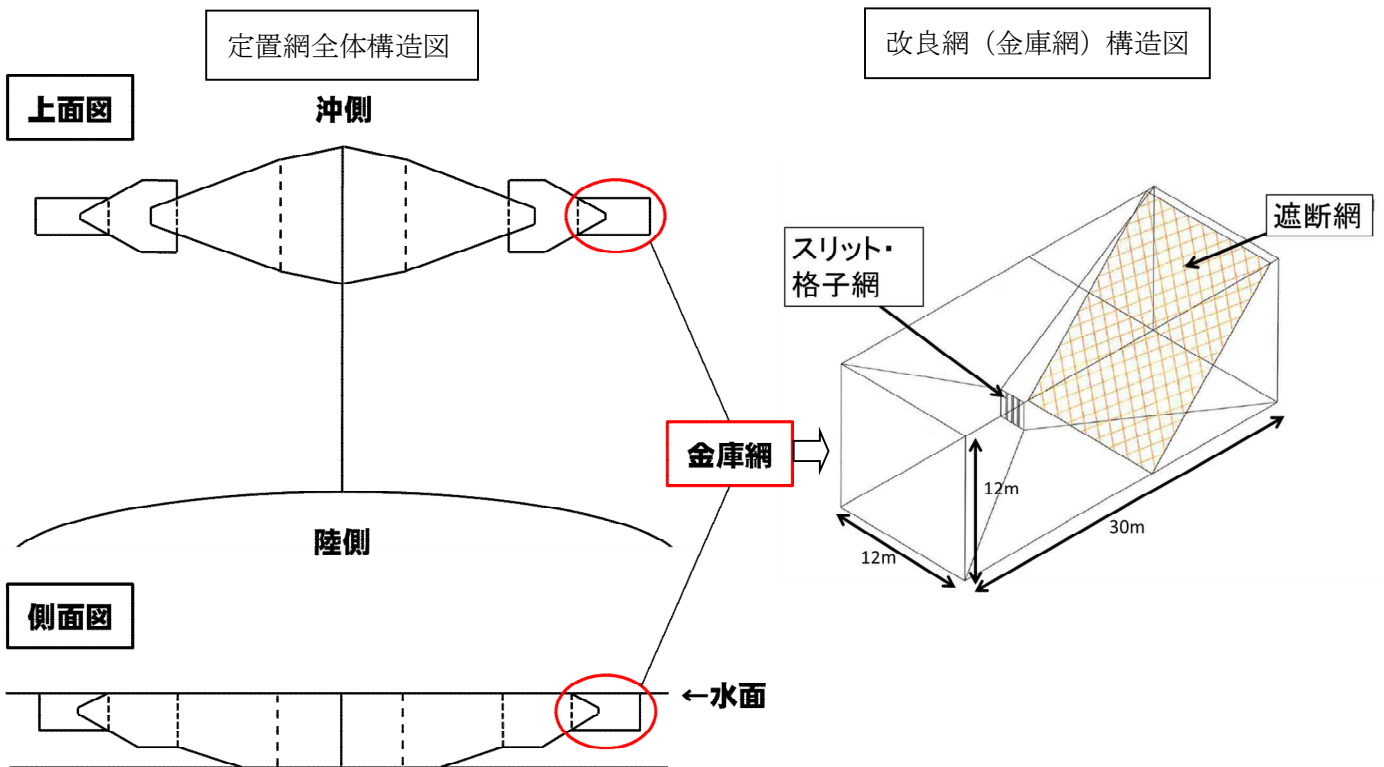 定置網全体構造図
改良網（金庫網）構造図
上面図
沖側
遮断網
スリット・
格子網
金庫網
12m
12m
30m
陸側
側面図
←水面